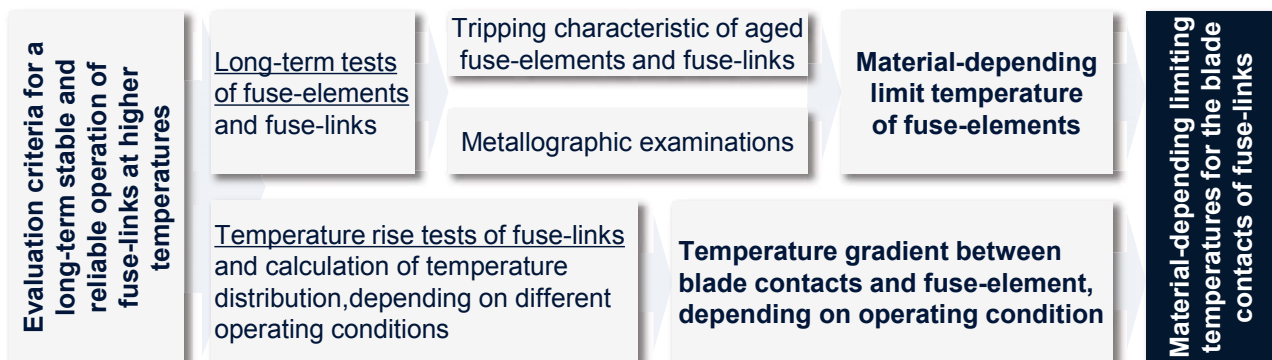 Evaluation criteria for a
long-term stable and
reliable operation of
fuse-links at higher
temperatures
Long-term tests
of fuse-elements
and fuse-links
Tripping characteristic of aged
fuse-elements and fuse-links
Metallographic examinations
Material-depending
limit temperature
of fuse-elements
Temperature rise tests of fuse-links
and calculation of temperature
distribution,depending on different
operating conditions
Temperature gradient between
blade contacts and fuse-element,
depending on operating condition
Material-depending limiting
temperatures for the blade
contacts of fuse-links